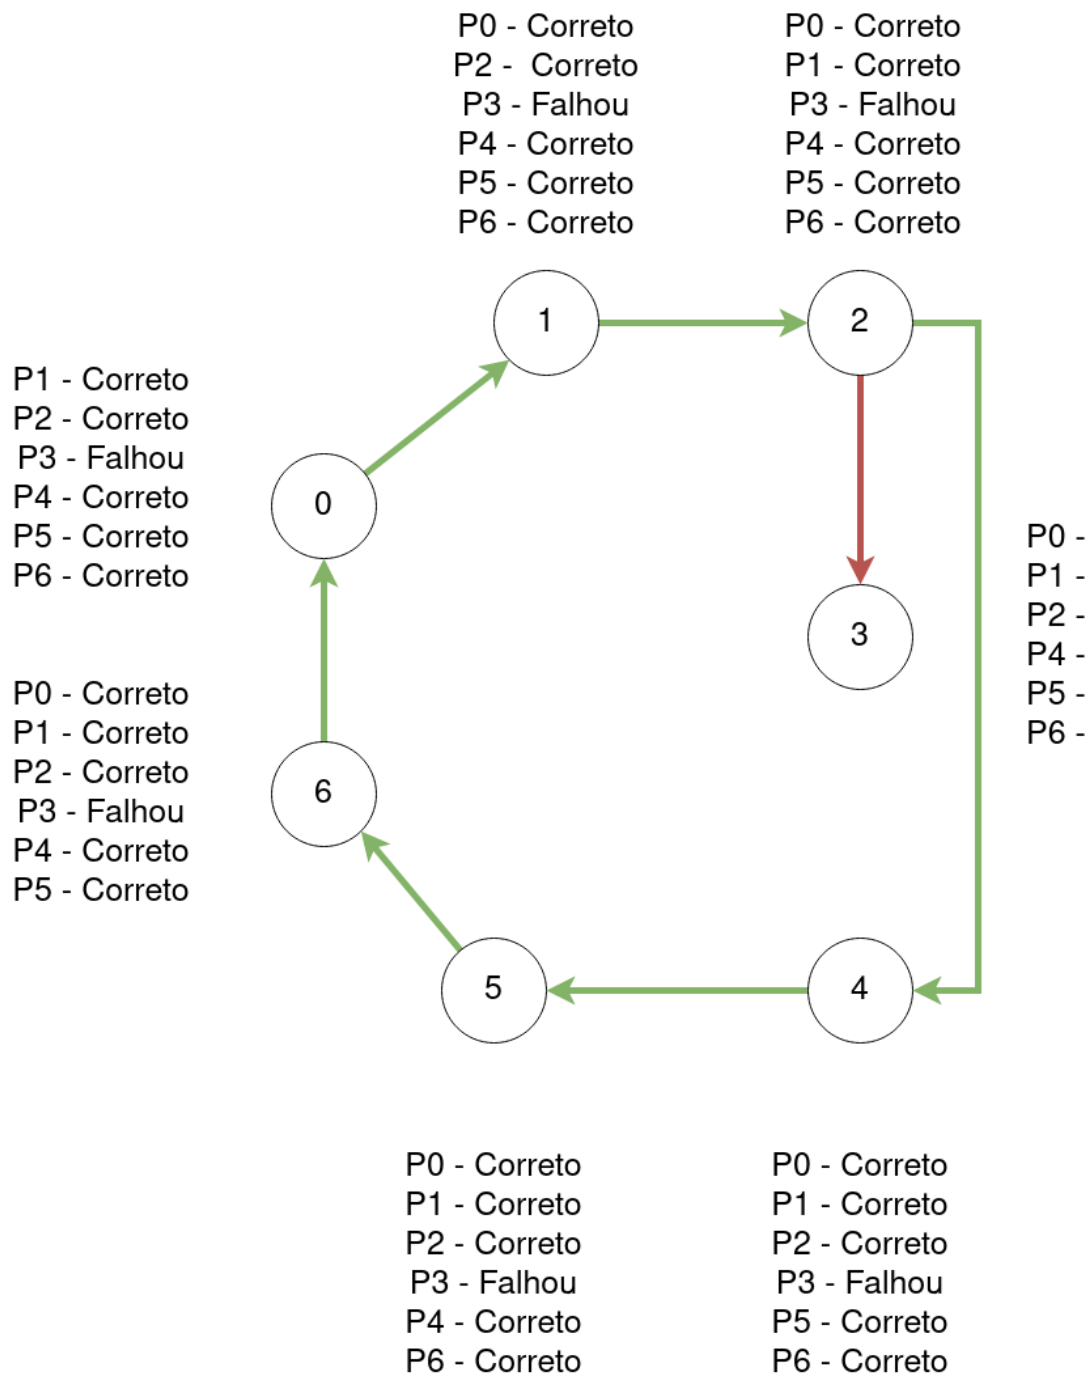 P0 - Correto
P2 - Correto
P3 - Falhou
P4 - Correto
P5 - Correto
P6 - Correto
P0 - Correto
P1 - Correto
P3 - Falhou
P4 - Correto
P5 - Correto
P6 - Correto
1
2
P1 - Correto
P2 - Correto
P3 - Falhou
P4 - Correto
P5 - Correto
P6 - Correto
0
3
P0 -
P1 -
P2 -
P4 -
P5 -
P6 -
P0 - Correto
P1 - Correto
P2 - Correto
P3 - Falhou
P4 - Correto
P5 - Correto
6
5
4
P0 - Correto
P1 - Correto
P2 - Correto
P3 - Falhou
P4 - Correto
P6 - Correto
P0 - Correto
P1 - Correto
P2 - Correto
P3 - Falhou
P5 - Correto
P6 - Correto